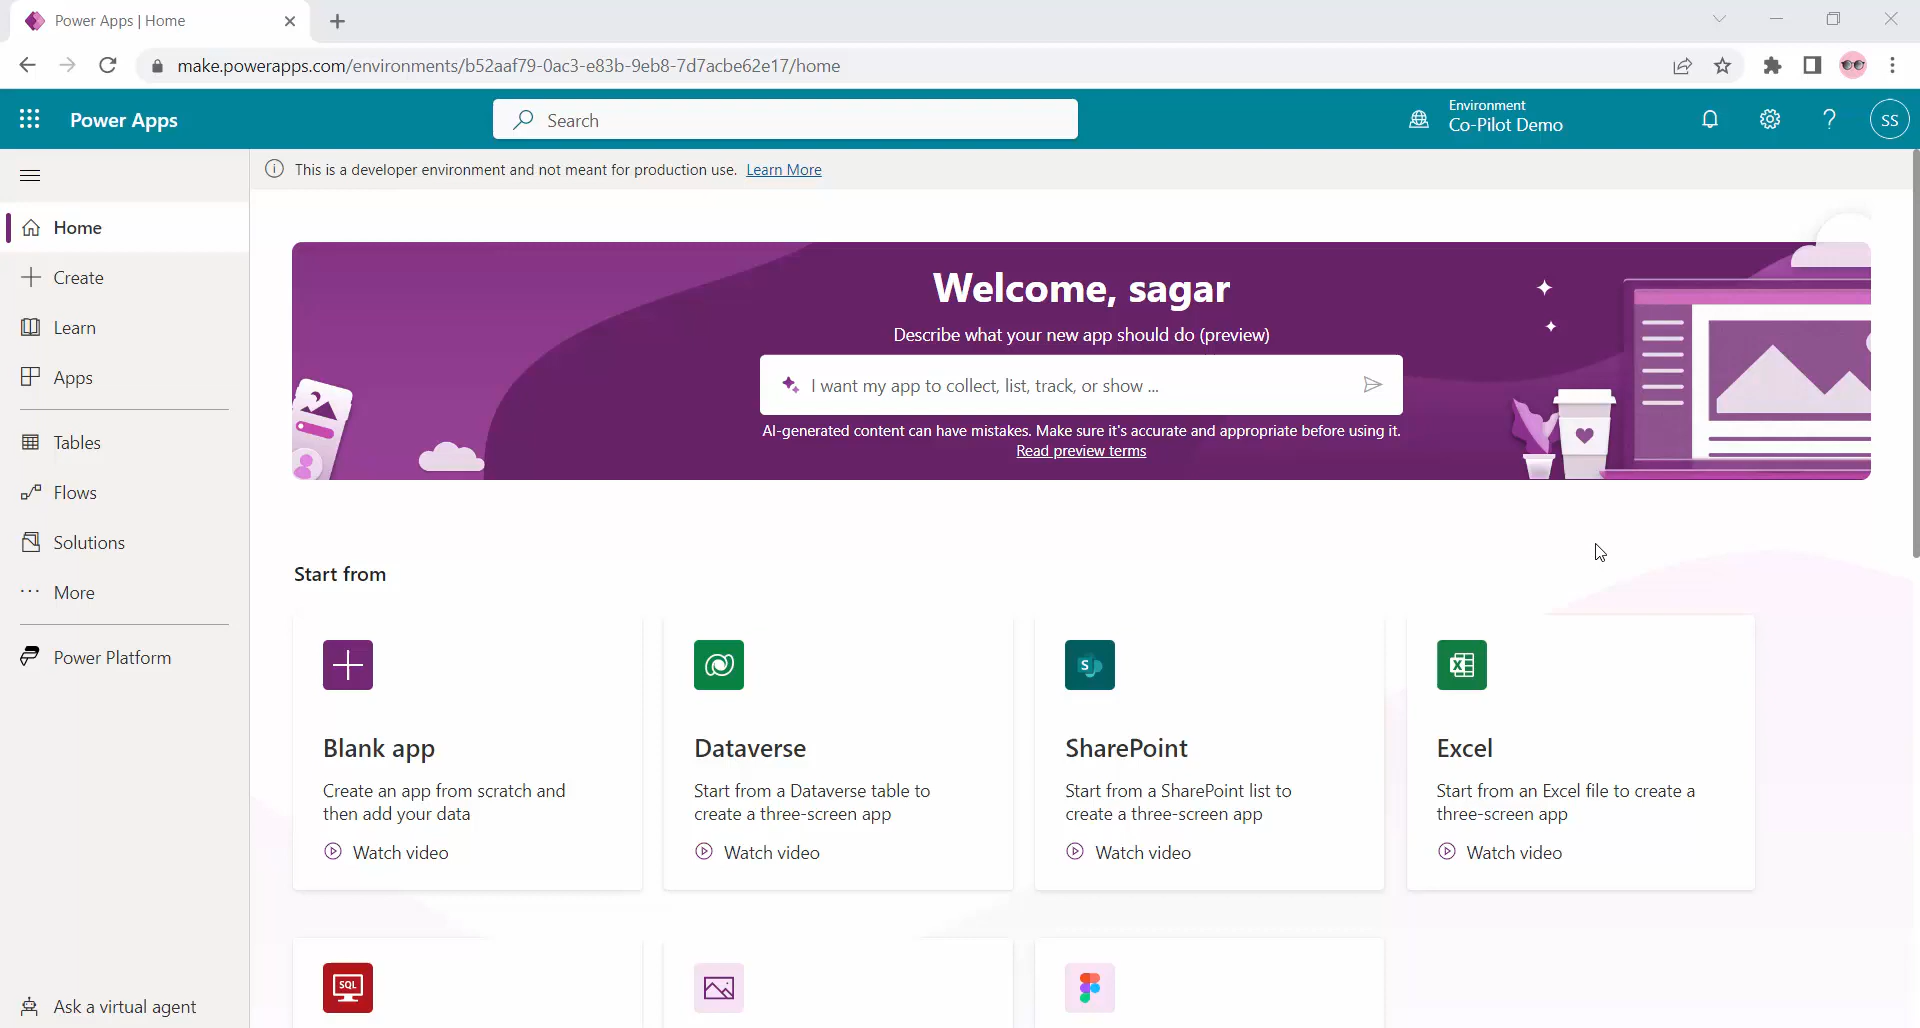 Power Apps | Home
make.powerapps.com/environments/b52aaf79-0ac3-e83b-9eb8-7d7acbe62e17/home
Power Apps
Search
Environment
Co-Pilot Demo
SS
This is a developer environment and not meant for production use. Learn More
Home
Create
Learn
Apps
Tables
Flows
Solutions
More
Power Platform
Ask a virtual agent
Welcome, sagar
Describe what your new app should do (preview)
I want my app to collect, list, track, or show ...
AI-generated content can have mistakes. Make sure it's accurate and appropriate before using it.
Read preview terms
Start from
Blank app
Create an app from scratch and
then add your data
Watch video
Dataverse
Start from a Dataverse table to
create a three-screen app
Watch video
S
SharePoint
Start from a SharePoint list to
create a three-screen app
Watch video
X
Excel
Start from an Excel file to create a
three-screen app
Watch video
SQL